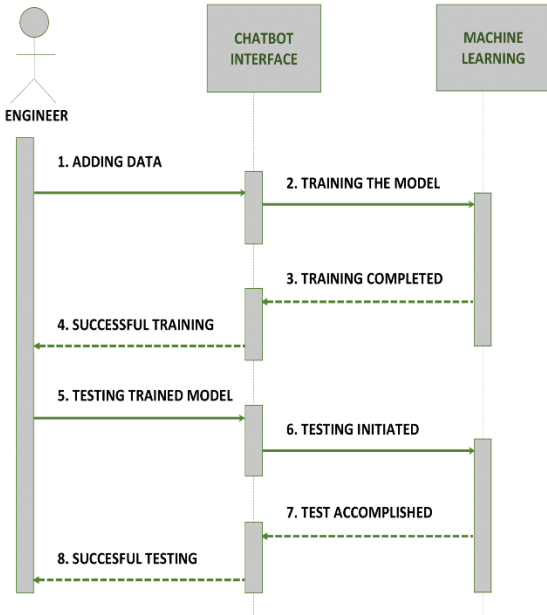 CHATBOT
INTERFACE
MACHINE
LEARNING
ENGINEER
1. ADDING DATA
2. TRAINING THE MODEL
3. TRAINING COMPLETED
4. SUCCESSFUL TRAINING
5. TESTING TRAINED MODEL
6. TESTING INITIATED
7. TEST ACCOMPLISHED
8. SUCCESFUL TESTING